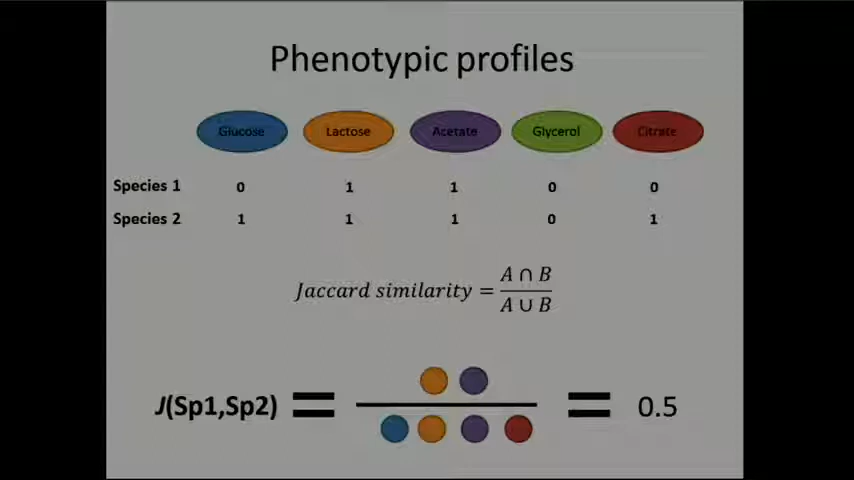 Phenotypic profiles
Glucose Lactose Acetate Glycerol Citrate
Species 1 0 1 1 0 0
Species 2 1 1 1 0 1
Jaccard similarity = A ∩ B / A ∪ B
J(Sp1,Sp2) = = 0.5